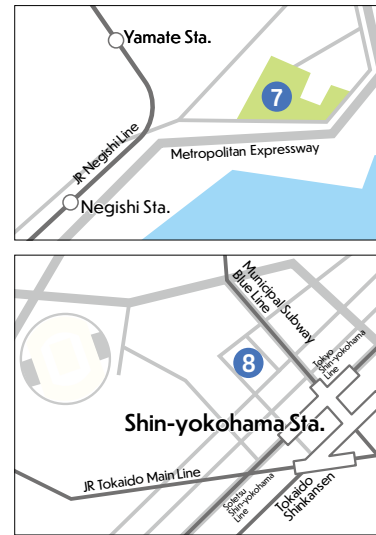 Yamate Sta.
7
JR Negishi Line
Metropolitan Expressway
Negishi Sta.
Municipal Subway
Blue Line
8
Tokyu
Shin-yokohama
Line
Shin-yokohama Sta.
JR Tokaido Main Line
Sotetsu
Shin-yokohama
Line
Tokaido
Shinkansen